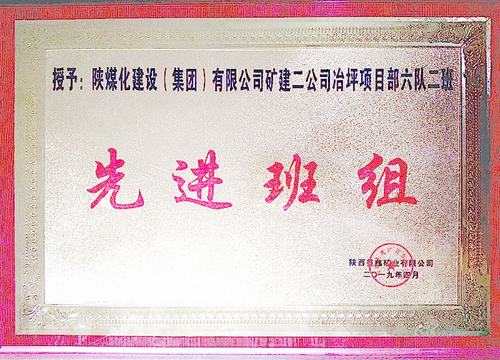 授予：陕煤化建设（集团）有限公司矿建二公司冶坪项目部六队二班
先进班组
陕西益鑫矿业有限公司
二〇一九年四月